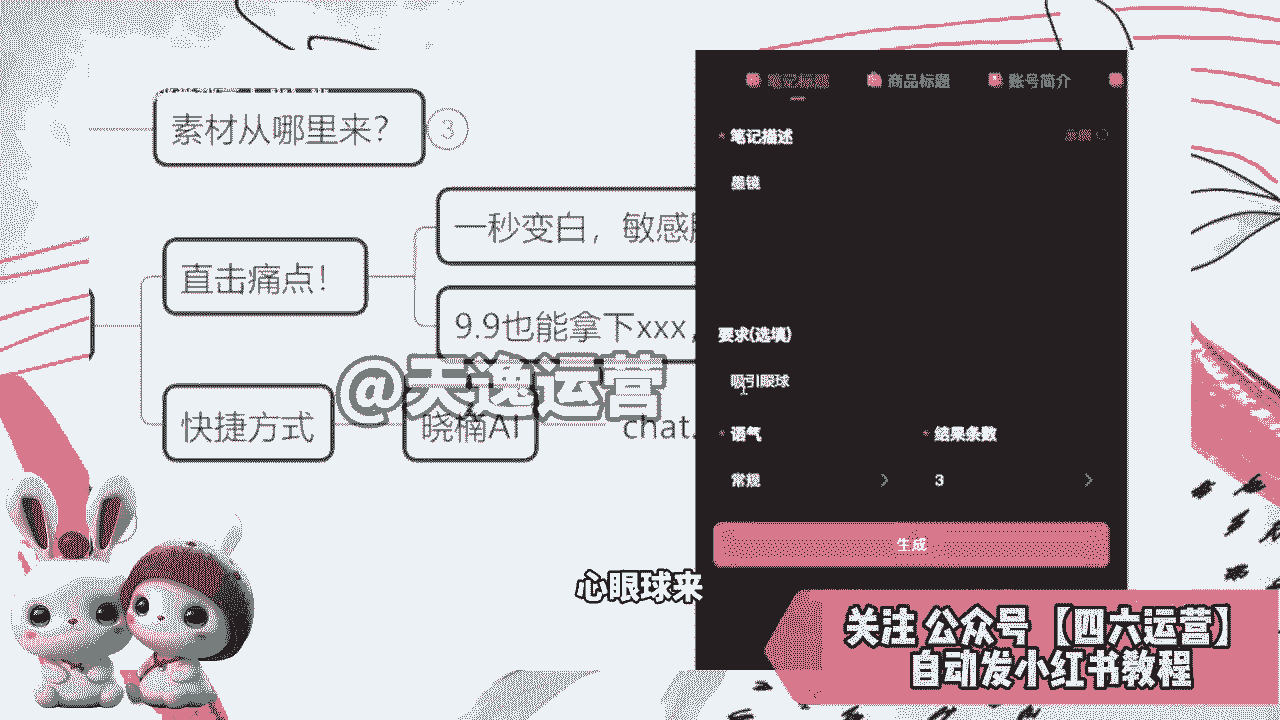 素材从哪里来？
3
直击痛点！
一秒变白，敏感
9.9也能拿下xxx，
快捷方式
晓楠AI
chat.
@天逸运营
笔记标题
商品标题
账号简介
* 笔记描述
墨镜
要求(选填)
吸引眼球
* 语气
* 结果条数
常规
3
生成
心眼球来
关注 公众号 【四六运营】
自动发小红书教程